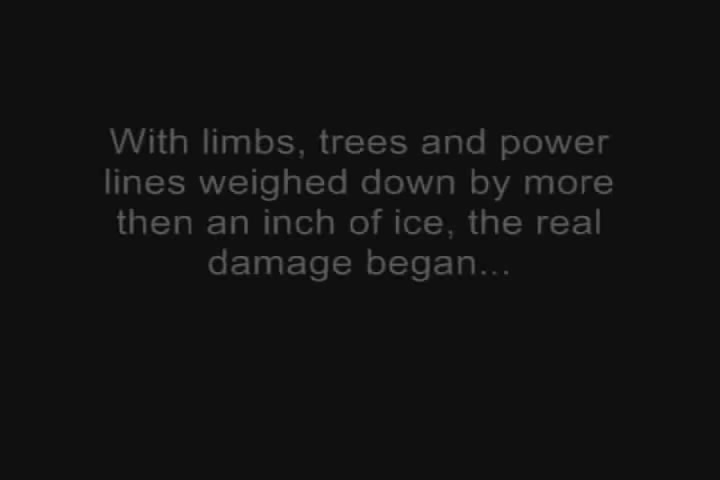 With limbs, trees and power
lines weighed down by more
then an inch of ice, the real
damage began...